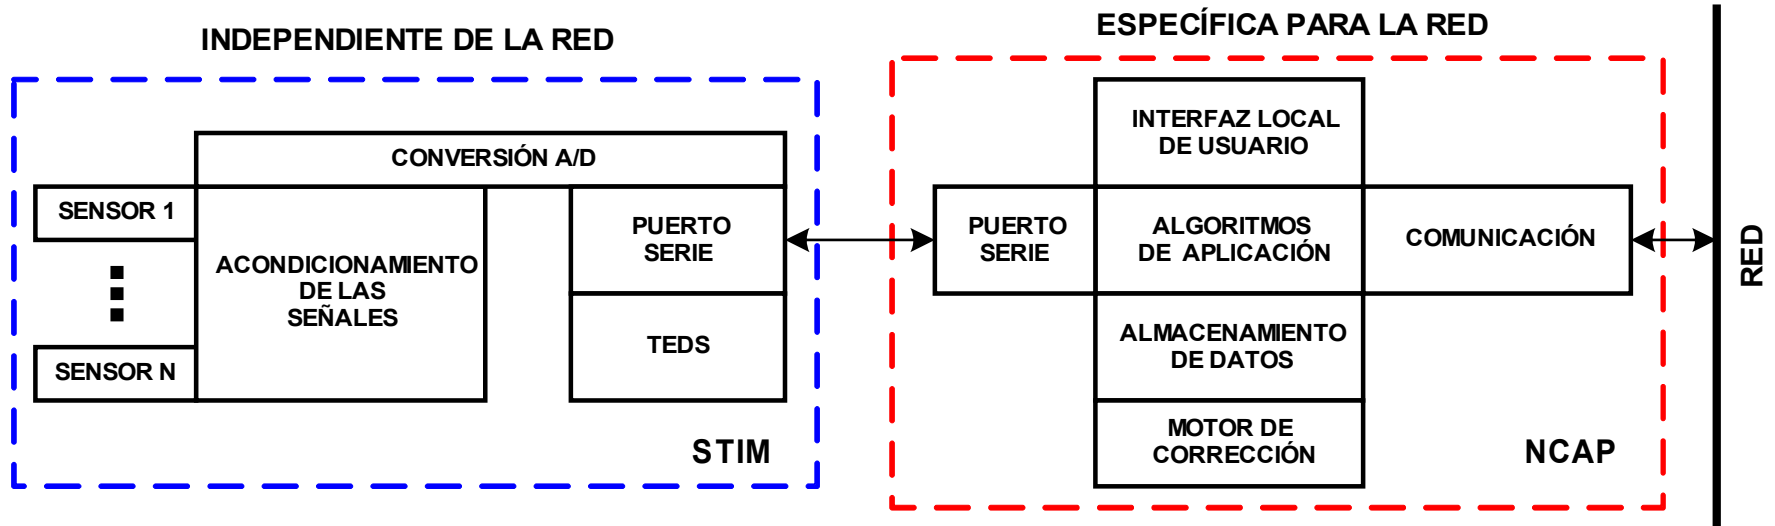 INDEPENDIENTE DE LA RED
CONVERSIÓN A/D
SENSOR 1
SENSOR N
ACONDICIONAMIENTO
DE LAS
SEÑALES
PUERTO
SERIE
TEDS
STIM
ESPECÍFICA PARA LA RED
INTERFAZ LOCAL
DE USUARIO
PUERTO
SERIE
ALGORITMOS
DE APLICACIÓN
COMUNICACIÓN
ALMACENAMIENTO
DE DATOS
MOTOR DE
CORRECCIÓN
NCAP
RED